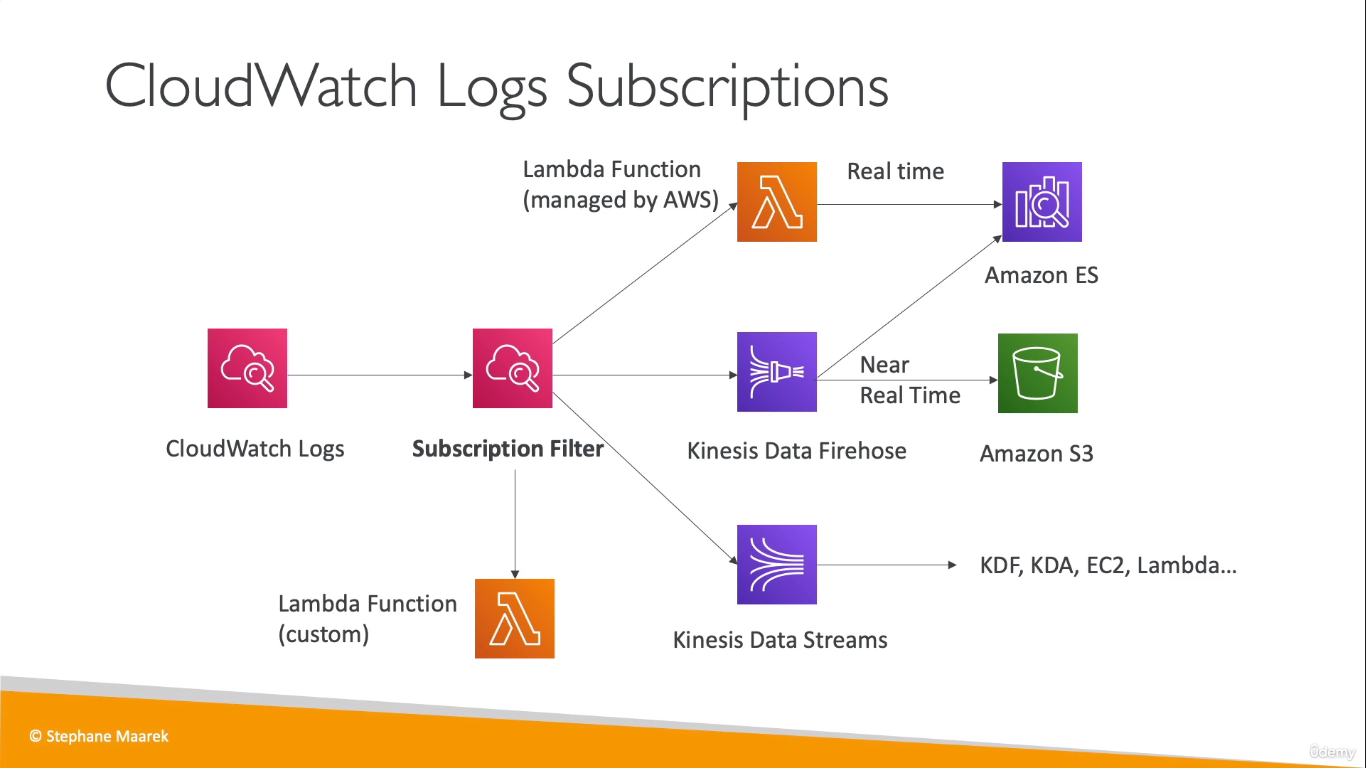 CloudWatch Logs Subscriptions
Lambda Function
(managed by AWS)
Real time
Amazon ES
CloudWatch Logs
Subscription Filter
Near
Real Time
Kinesis Data Firehose
Amazon S3
Lambda Function
(custom)
KDF, KDA, EC2, Lambda...
Kinesis Data Streams
© Stephane Maarek
ûdemy